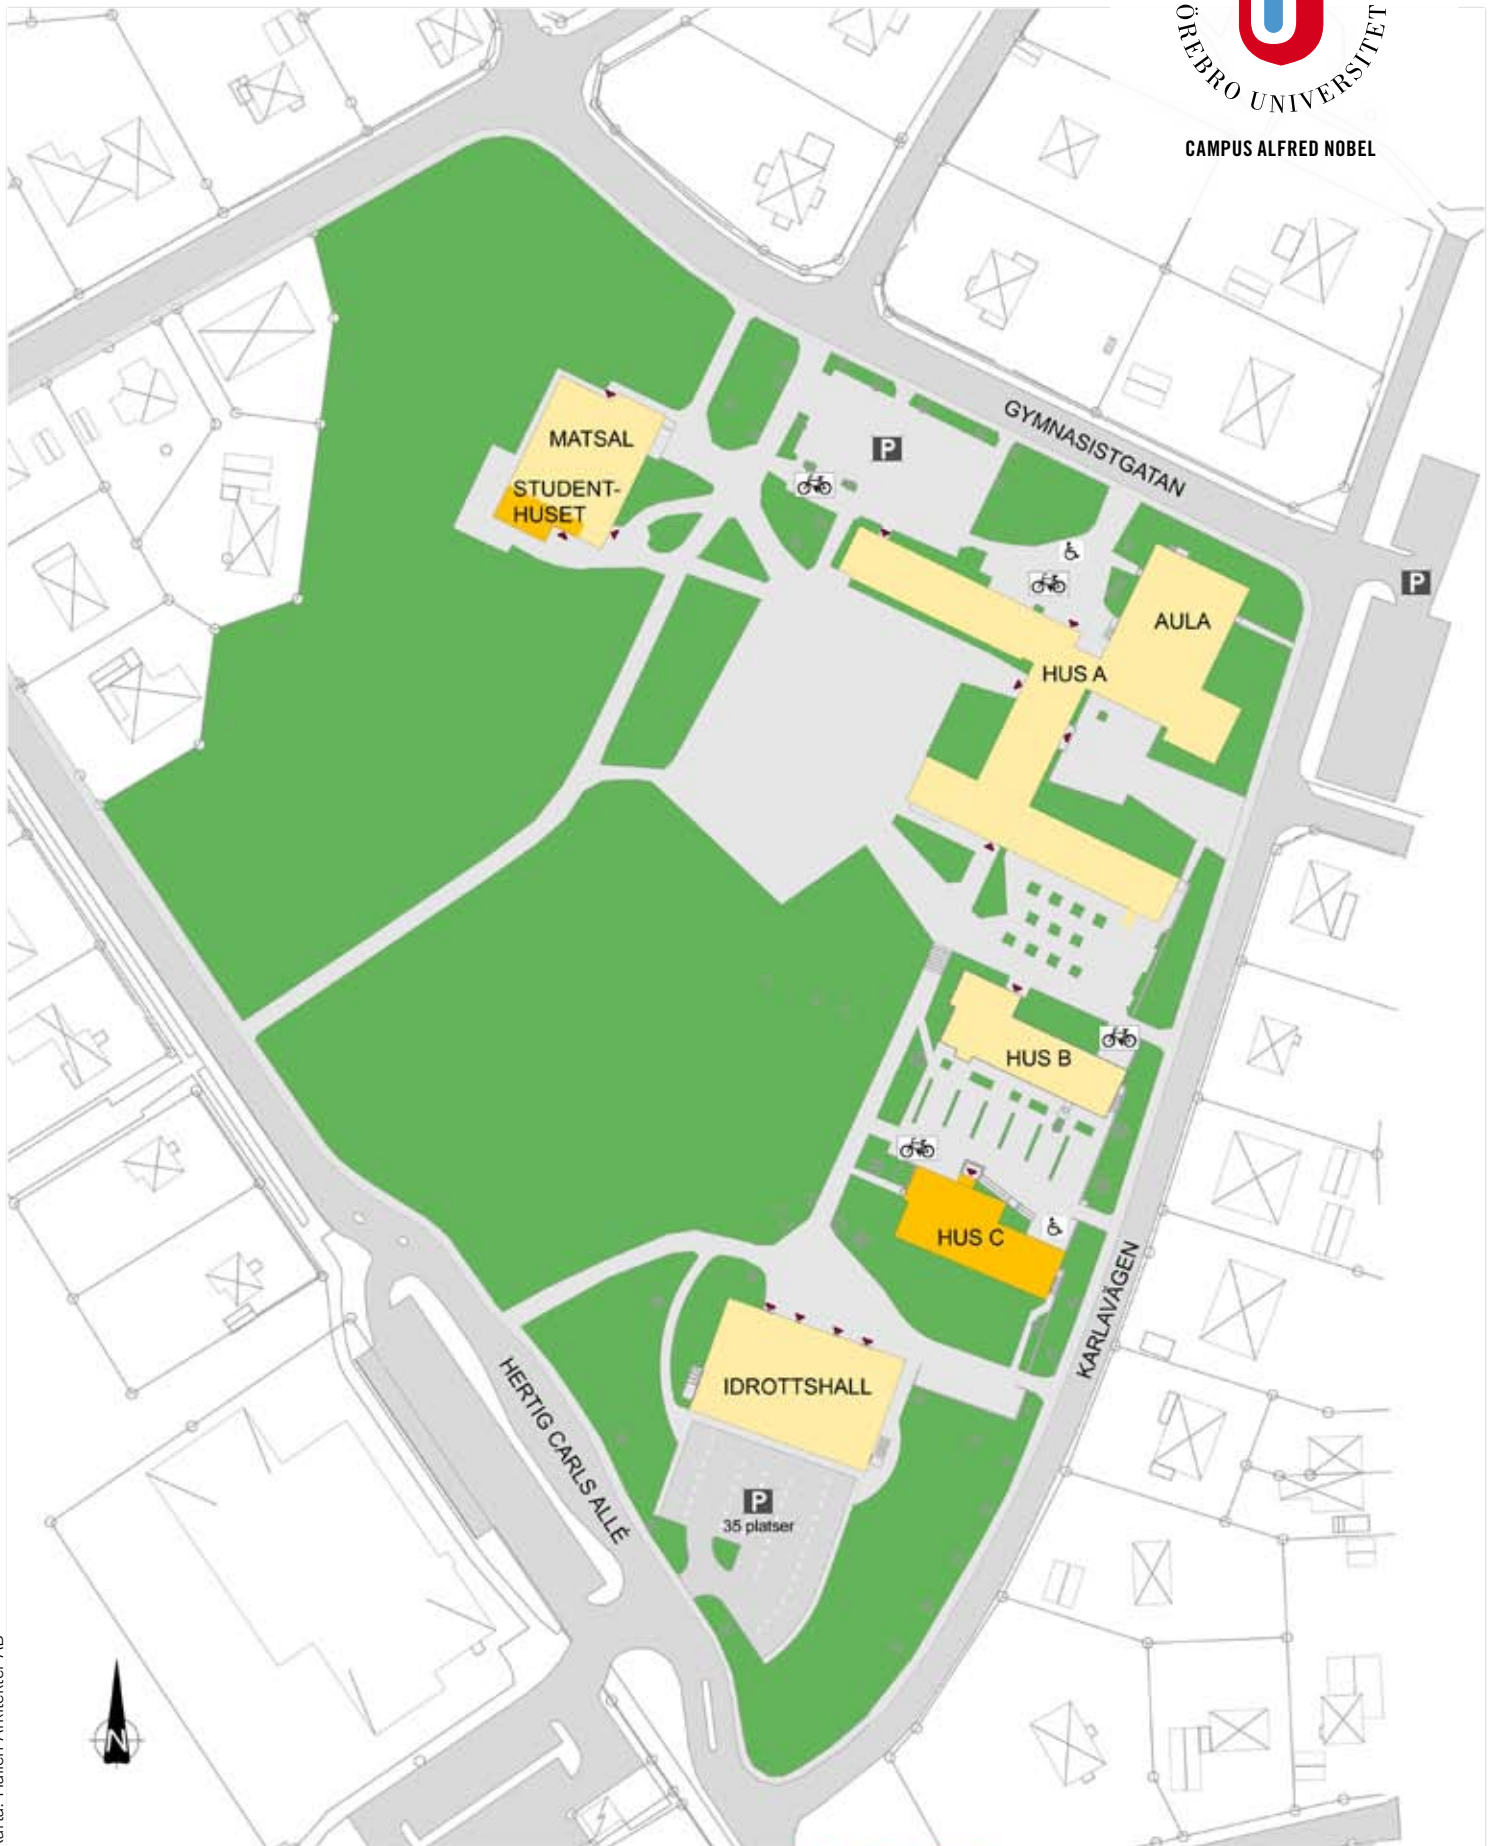 ÖREBRO UNIVERSITET
CAMPUS ALFRED NOBEL
GYMNASISTGATAN
MATSAL
P
STUDENT-
HUSET
P
AULA
HUS A
HUS B
HUS C
KARLAVÄGEN
IDROTTSHALL
HERTIG CARLS ALLÉ
P
35 platser
N